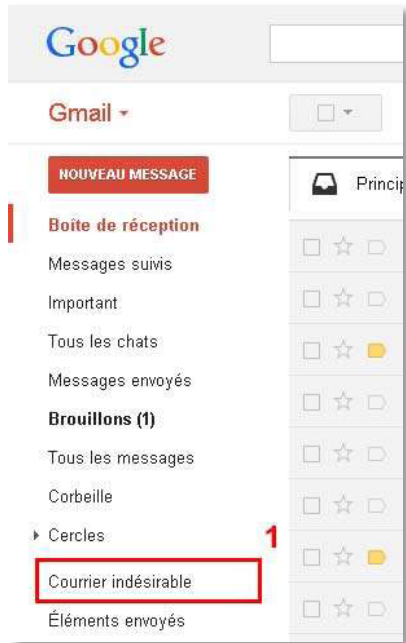 Google
Gmail
NOUVEAU MESSAGE
Princip
Boîte de réception
Messages suivis
Important
Tous les chats
Messages envoyés
Brouillons (1)
Tous les messages
Corbeille
Cercles
1
Courrier indésirable
Éléments envoyés